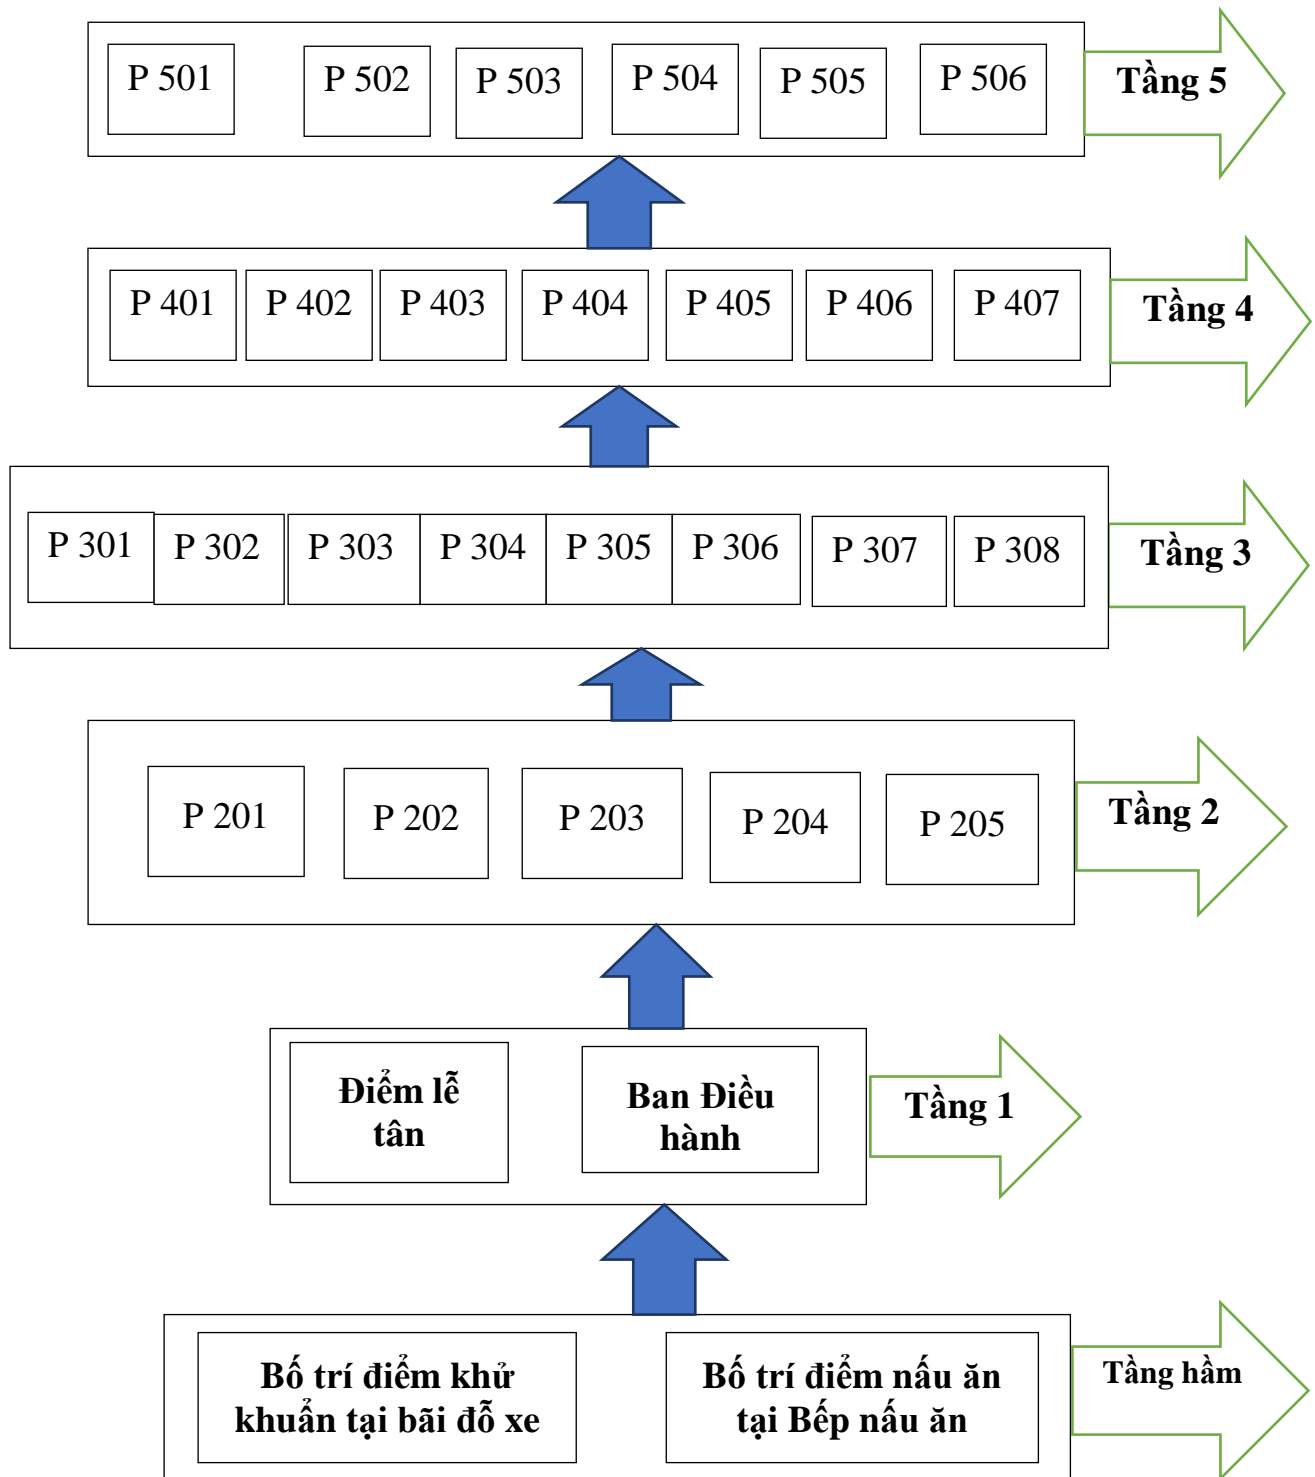 P 501 P 502 P 503 P 504 P 505 P 506 Tầng 5
P 401 P 402 P 403 P 404 P 405 P 406 P 407 Tầng 4
P 301 P 302 P 303 P 304 P 305 P 306 P 307 P 308 Tầng 3
P 201 P 202 P 203 P 204 P 205 Tầng 2
Điểm lễ
tân
Ban Điều
hành
Tầng 1
Bố trí điểm khử
khuẩn tại bãi đỗ xe
Bố trí điểm nấu ăn
tại Bếp nấu ăn
Tầng hầm